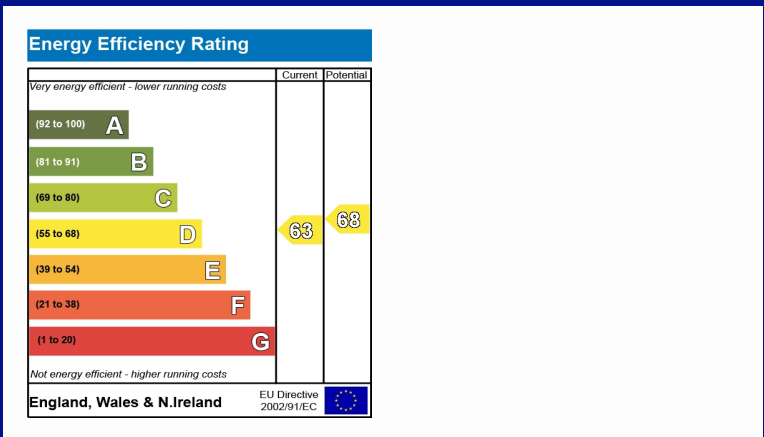 Energy Efficiency Rating
Current Potential
Very energy efficient - lower running costs
(92 to 100) A
(81 to 91) B
(69 to 80) C
(55 to 68) D
63
68
(39 to 54) E
(21 to 38) F
(1 to 20) G
Not energy efficient - higher running costs
England, Wales & N.Ireland
EU Directive
2002/91/EC